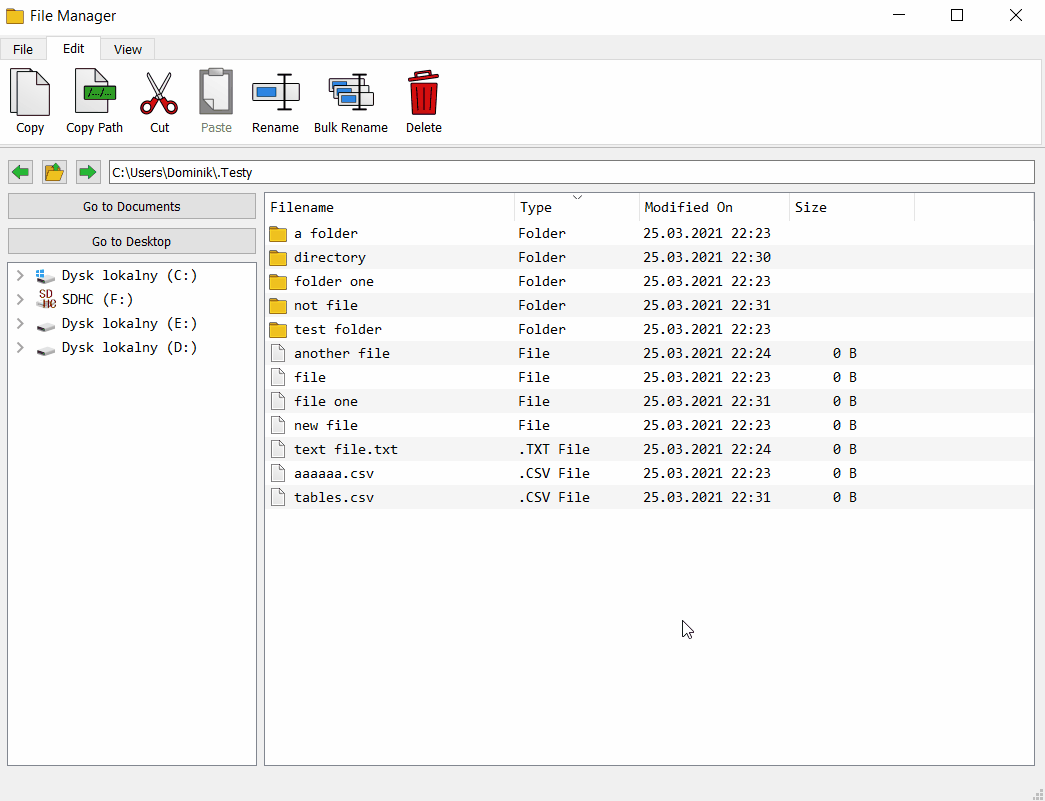 File Manager
File Edit View
/.../...
Copy Copy Path Cut Paste Rename Bulk Rename Delete
C:\Users\Dominik\.Testy
Go to Documents
Go to Desktop
Dysk lokalny (C:)
SD
HC
SDHC (F:)
Dysk lokalny (E:)
Dysk lokalny (D:)
Filename Type Modified On Size
a folder Folder 25.03.2021 22:23
directory Folder 25.03.2021 22:30
folder one Folder 25.03.2021 22:23
not file Folder 25.03.2021 22:31
test folder Folder 25.03.2021 22:23
another file File 25.03.2021 22:24 0 B
file File 25.03.2021 22:23 0 B
file one File 25.03.2021 22:31 0 B
new file File 25.03.2021 22:23 0 B
text file.txt .TXT File 25.03.2021 22:24 0 B
aaaaaa.csv .CSV File 25.03.2021 22:23 0 B
tables.csv .CSV File 25.03.2021 22:31 0 B